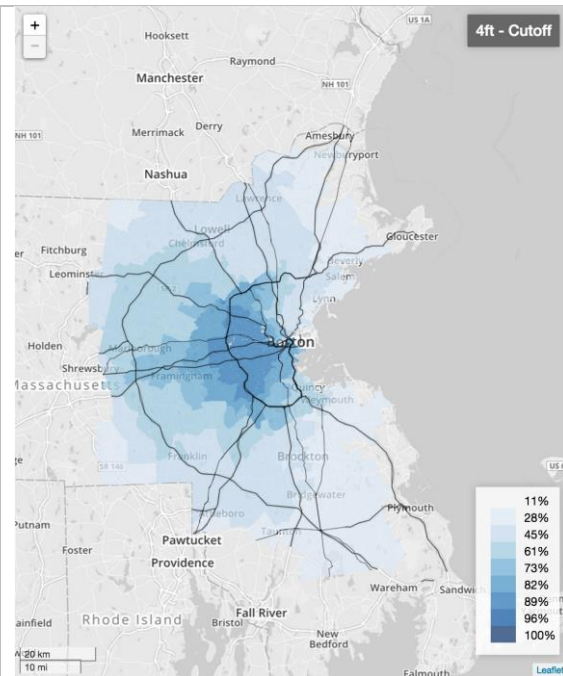 +
−
4ft - Cutoff
US 1A
Hooksett
Raymond
Manchester
NH 101
NH 101
Derry
Merrimack
Amesbury
Newburyport
Nashua
Lawrence
Lowell
Chelmsford
Gloucester
Fitchburg
Beverly
Leominster
Salem
Lynn
Holden
Marlborough
Boston
Shrewsbury
Framingham
Massachusetts
Quincy
Weymouth
Franklin
Brockton
SR 146
Bridgewater
Attleboro
Plymouth
Putnam
Taunton
Foster
Pawtucket
Providence
Wareham
Sandwich
Fall River
Rhode Island
Bristol
New
Bedford
Falmouth
11%
28%
45%
61%
73%
82%
89%
96%
100%
20 km
10 mi
Leaflet